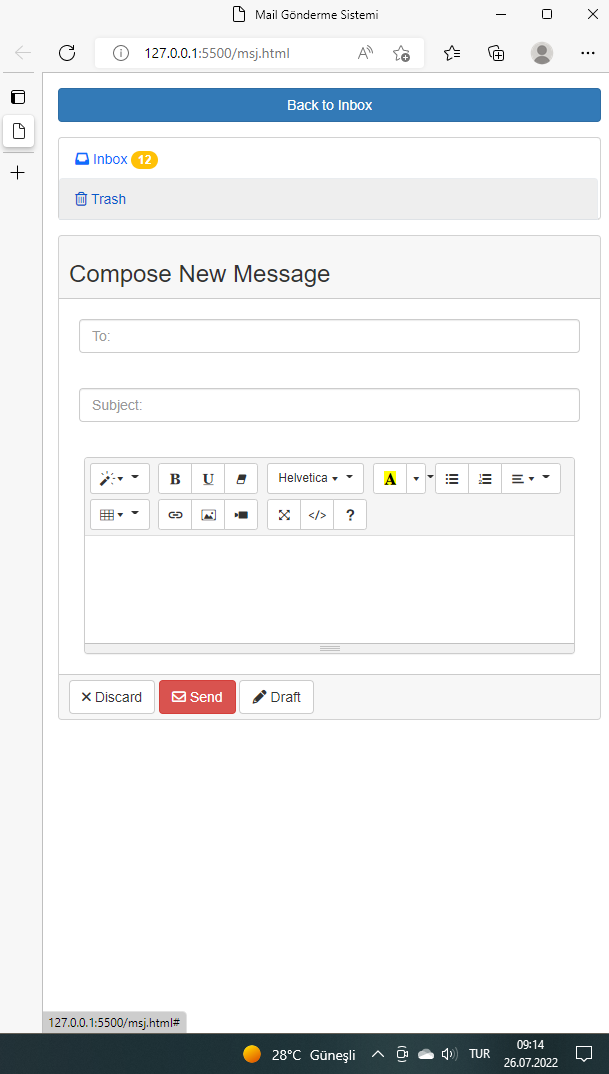 Mail Gönderme Sistemi
127.0.0.1:5500/msj.html
Back to Inbox
Inbox 12
Trash
Compose New Message
To:
Subject:
B U Helvetica A
</> ?
Discard Send Draft
127.0.0.1:5500/msj.html#
28°C Güneşli TUR 09:14
26.07.2022